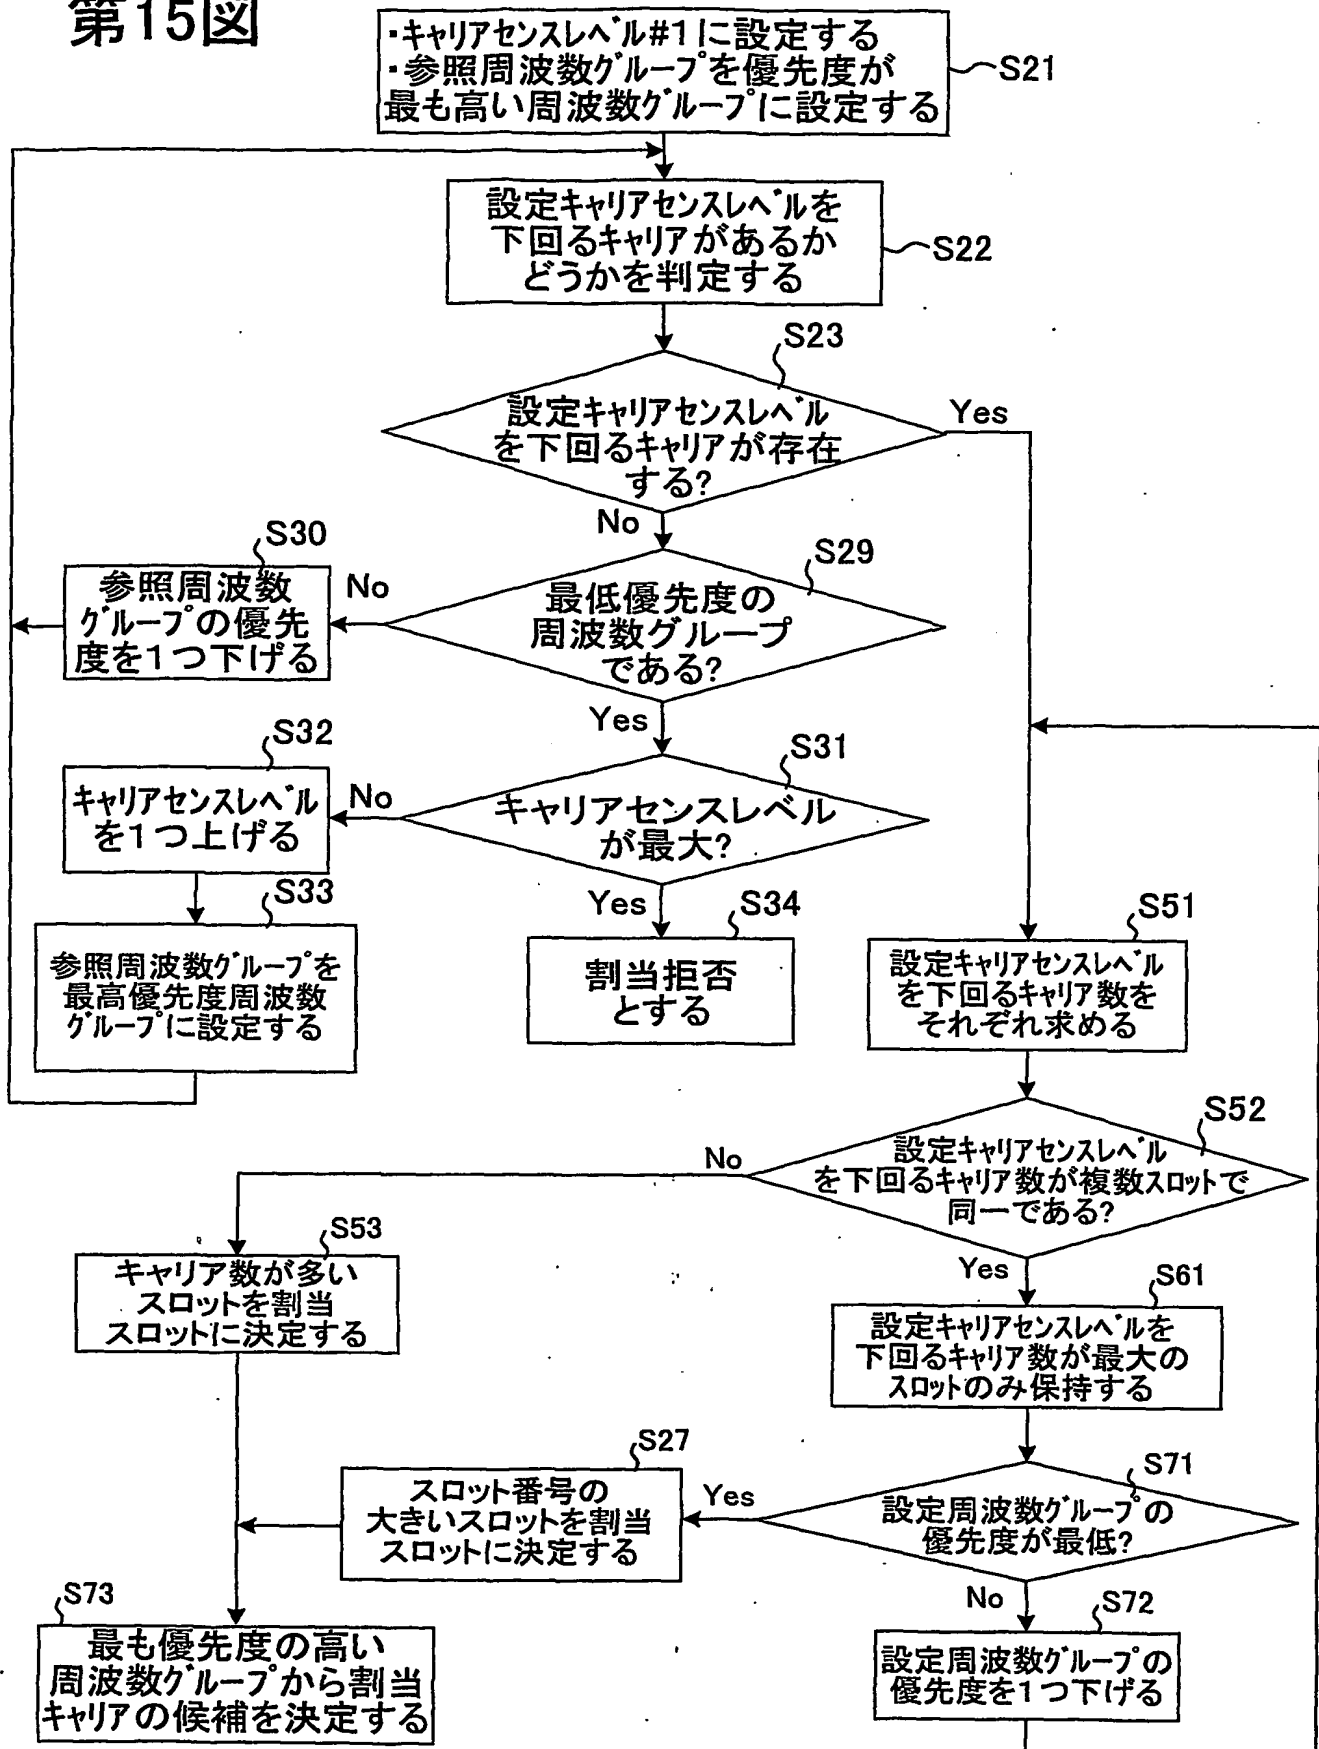 第15図
・キャリアセンスレベル#1に設定する
・参照周波数グループを優先度が
最も高い周波数グループに設定する
S21
設定キャリアセンスレベルを
下回るキャリアがあるか
どうかを判定する
S22
S23
設定キャリアセンスレベル
を下回るキャリアが存在
する?
Yes
No
S30
参照周波数
グループの優先
度を1つ下げる
No
S29
最低優先度の
周波数グループ
である?
Yes
S32
キャリアセンスレベル
を1つ上げる
No
S31
キャリアセンスレベル
が最大?
Yes
S33
参照周波数グループを
最高優先度周波数
グループに設定する
S34
割当拒否
とする
S51
設定キャリアセンスレベル
を下回るキャリア数を
それぞれ求める
S52
設定キャリアセンスレベル
を下回るキャリア数が複数スロットで
同一である?
No
Yes
S53
キャリア数が多い
スロットを割当
スロットに決定する
S61
設定キャリアセンスレベルを
下回るキャリア数が最大の
スロットのみ保持する
S27
スロット番号の
大きいスロットを割当
スロットに決定する
Yes
S71
設定周波数グループの
優先度が最低?
No
S73
最も優先度の高い
周波数グループから割当
キャリアの候補を決定する
S72
設定周波数グループの
優先度を1つ下げる